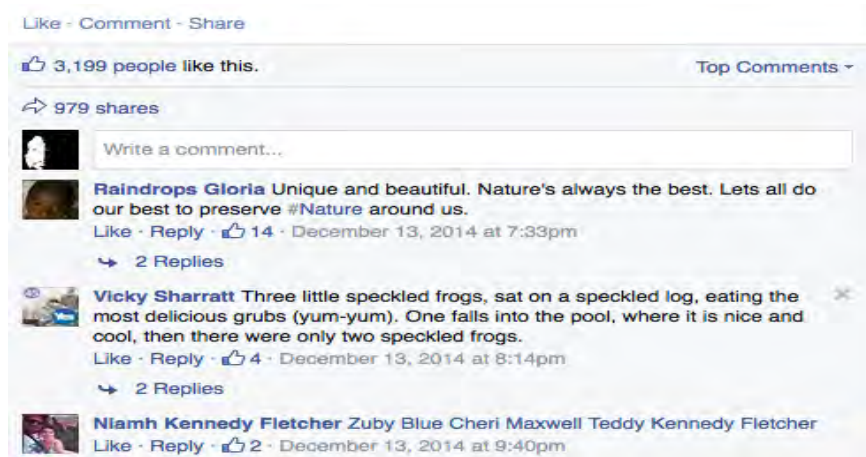 Like · Comment · Share
3,199 people like this.
Top Comments
979 shares
Write a comment...
Raindrops Gloria Unique and beautiful. Nature's always the best. Lets all do
our best to preserve #Nature around us.
Like · Reply · 14 · December 13, 2014 at 7:33pm
2 Replies
Vicky Sharratt Three little speckled frogs, sat on a speckled log, eating the
most delicious grubs (yum-yum). One falls into the pool, where it is nice and
cool, then there were only two speckled frogs.
Like · Reply · 4 · December 13, 2014 at 8:14pm
2 Replies
Niamh Kennedy Fletcher Zuby Blue Cheri Maxwell Teddy Kennedy Fletcher
Like · Reply · 2 · December 13, 2014 at 9:40pm